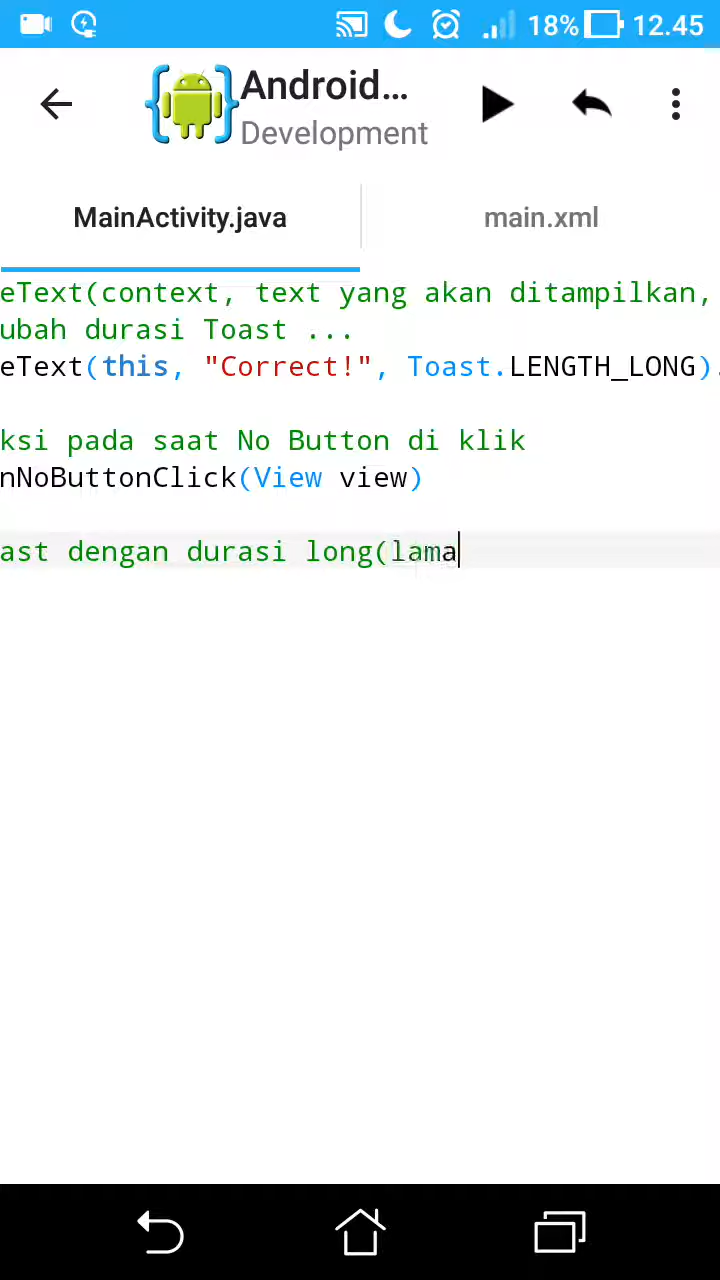 18% 12.45
Android...
Development
MainActivity.java
main.xml
eText(context, text yang akan ditampilkan,
ubah durasi Toast ...
eText(this, "Correct!", Toast.LENGTH_LONG).
ksi pada saat No Button di klik
nNoButtonClick(View view)
ast dengan durasi long(lama